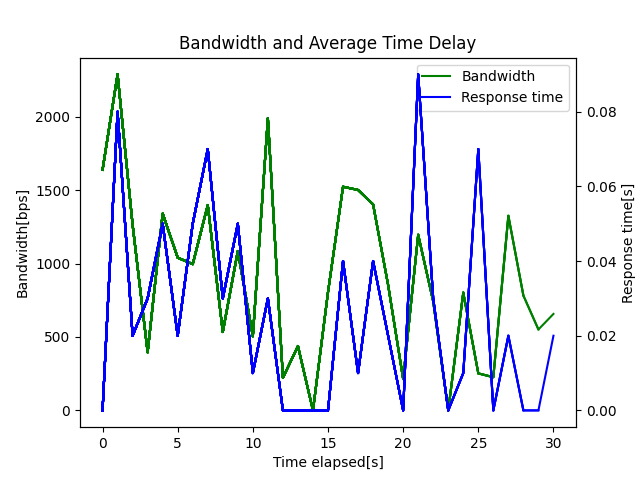 Bandwidth and Average Time Delay
Bandwidth
Response time
2000
1500
1000
500
0
Bandwidth[bps]
0.08
0.06
0.04
0.02
0.00
Response time[s]
0 5 10 15 20 25 30
Time elapsed[s]